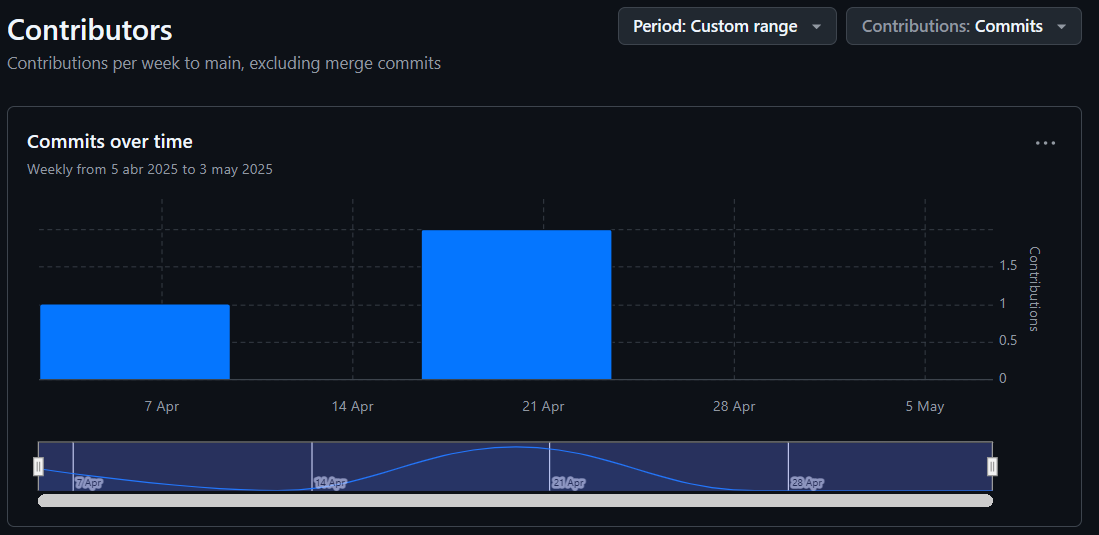 Contributors
Period: Custom range
Contributions: Commits
Contributions per week to main, excluding merge commits
Commits over time
Weekly from 5 abr 2025 to 3 may 2025
1.5
1
0.5
0
Contributions
7 Apr
14 Apr
21 Apr
28 Apr
5 May
7 Apr
14 Apr
21 Apr
28 Apr